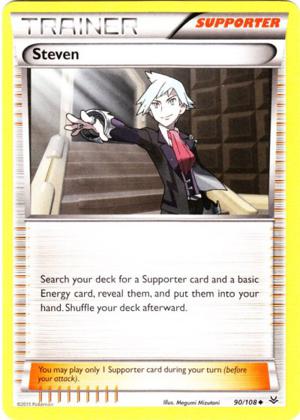 TRAINER SUPPORTER
Steven
Search your deck for a Supporter card and a basic
Energy card, reveal them, and put them into your
hand. Shuffle your deck afterward.
You may play only 1 Supporter card during your turn (before
your attack).
©2015 Pokémon Illus. Megumi Mizutani 90/108